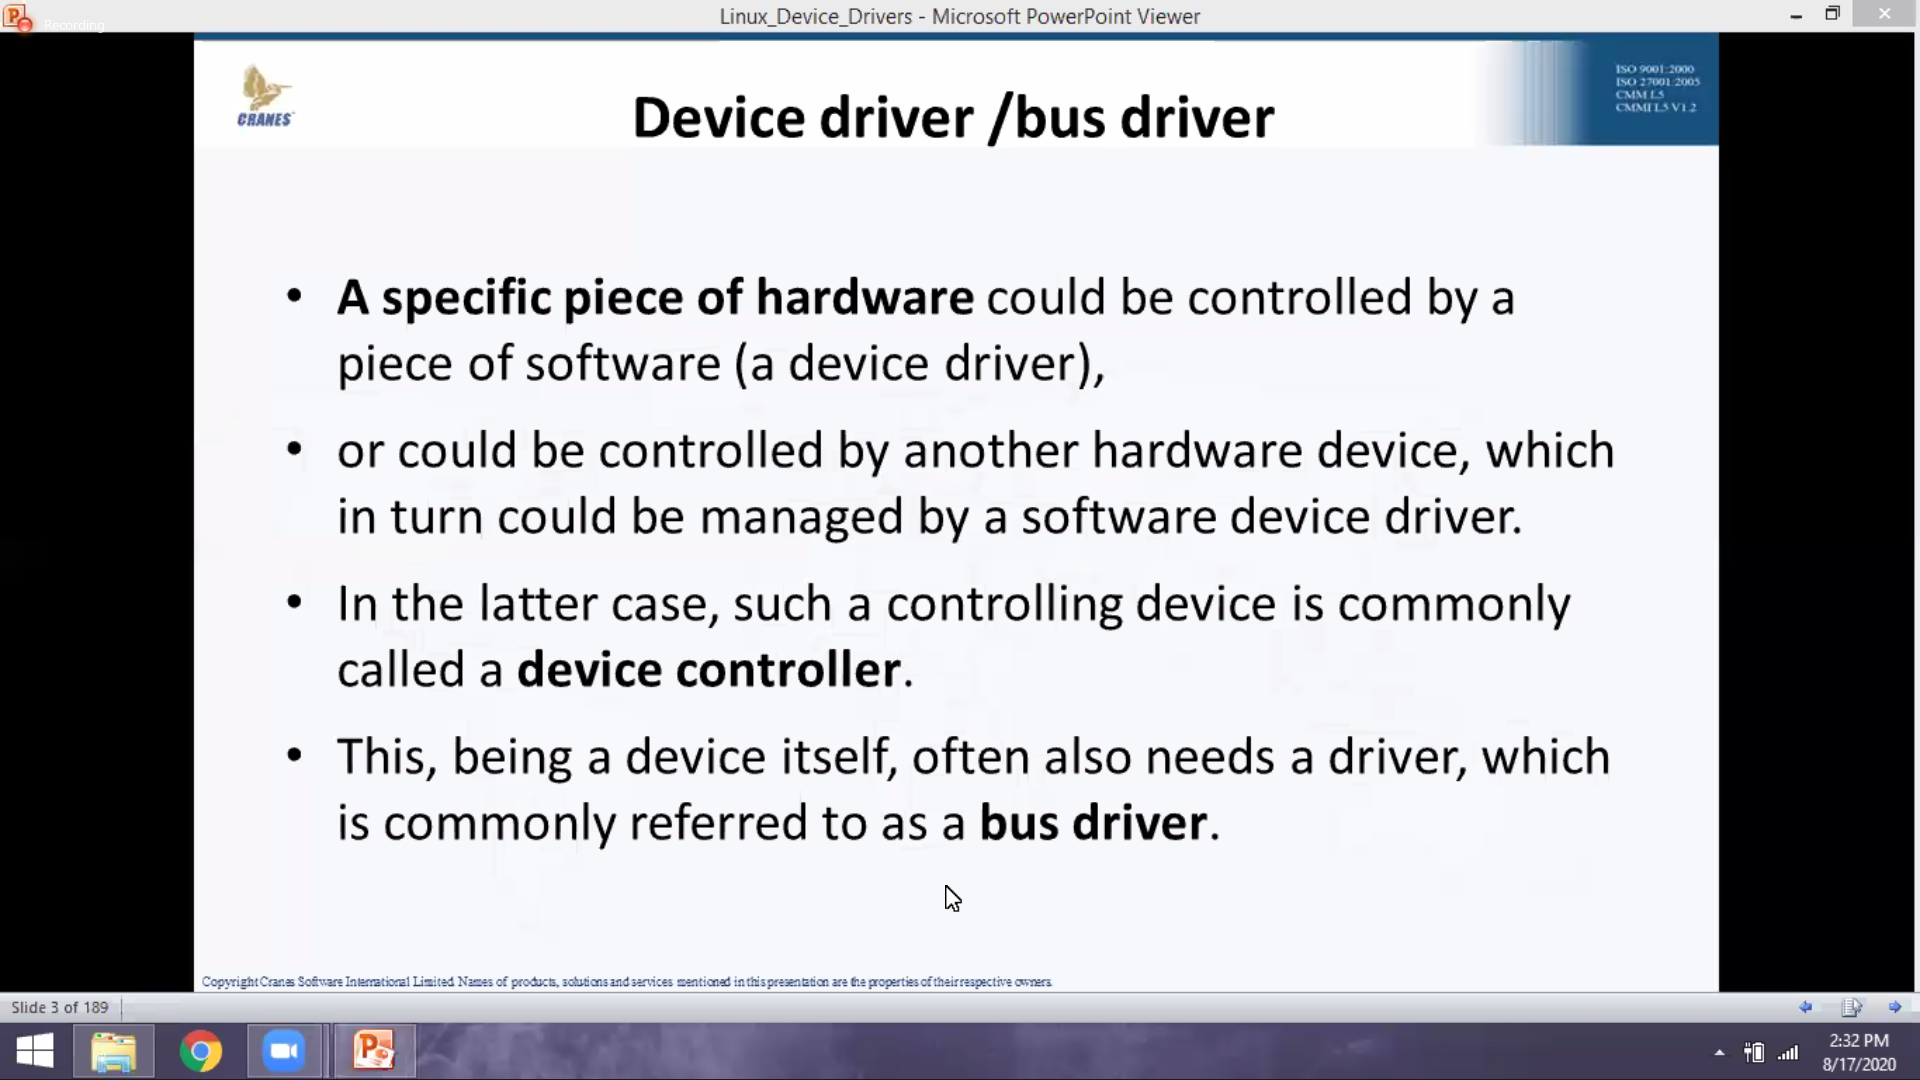 Recording
Linux_Device_Drivers - Microsoft PowerPoint Viewer
CRANES
ISO 9001:2000
ISO 27001:2005
CMM L5
CMMI L5 V1.2
Device driver /bus driver
• A specific piece of hardware could be controlled by a
piece of software (a device driver),
• or could be controlled by another hardware device, which
in turn could be managed by a software device driver.
• In the latter case, such a controlling device is commonly
called a device controller.
• This, being a device itself, often also needs a driver, which
is commonly referred to as a bus driver.
Copyright Cranes Software International Limited. Names of products, solutions and services mentioned in this presentation are the properties of their respective owners.
Slide 3 of 189
2:32 PM
8/17/2020